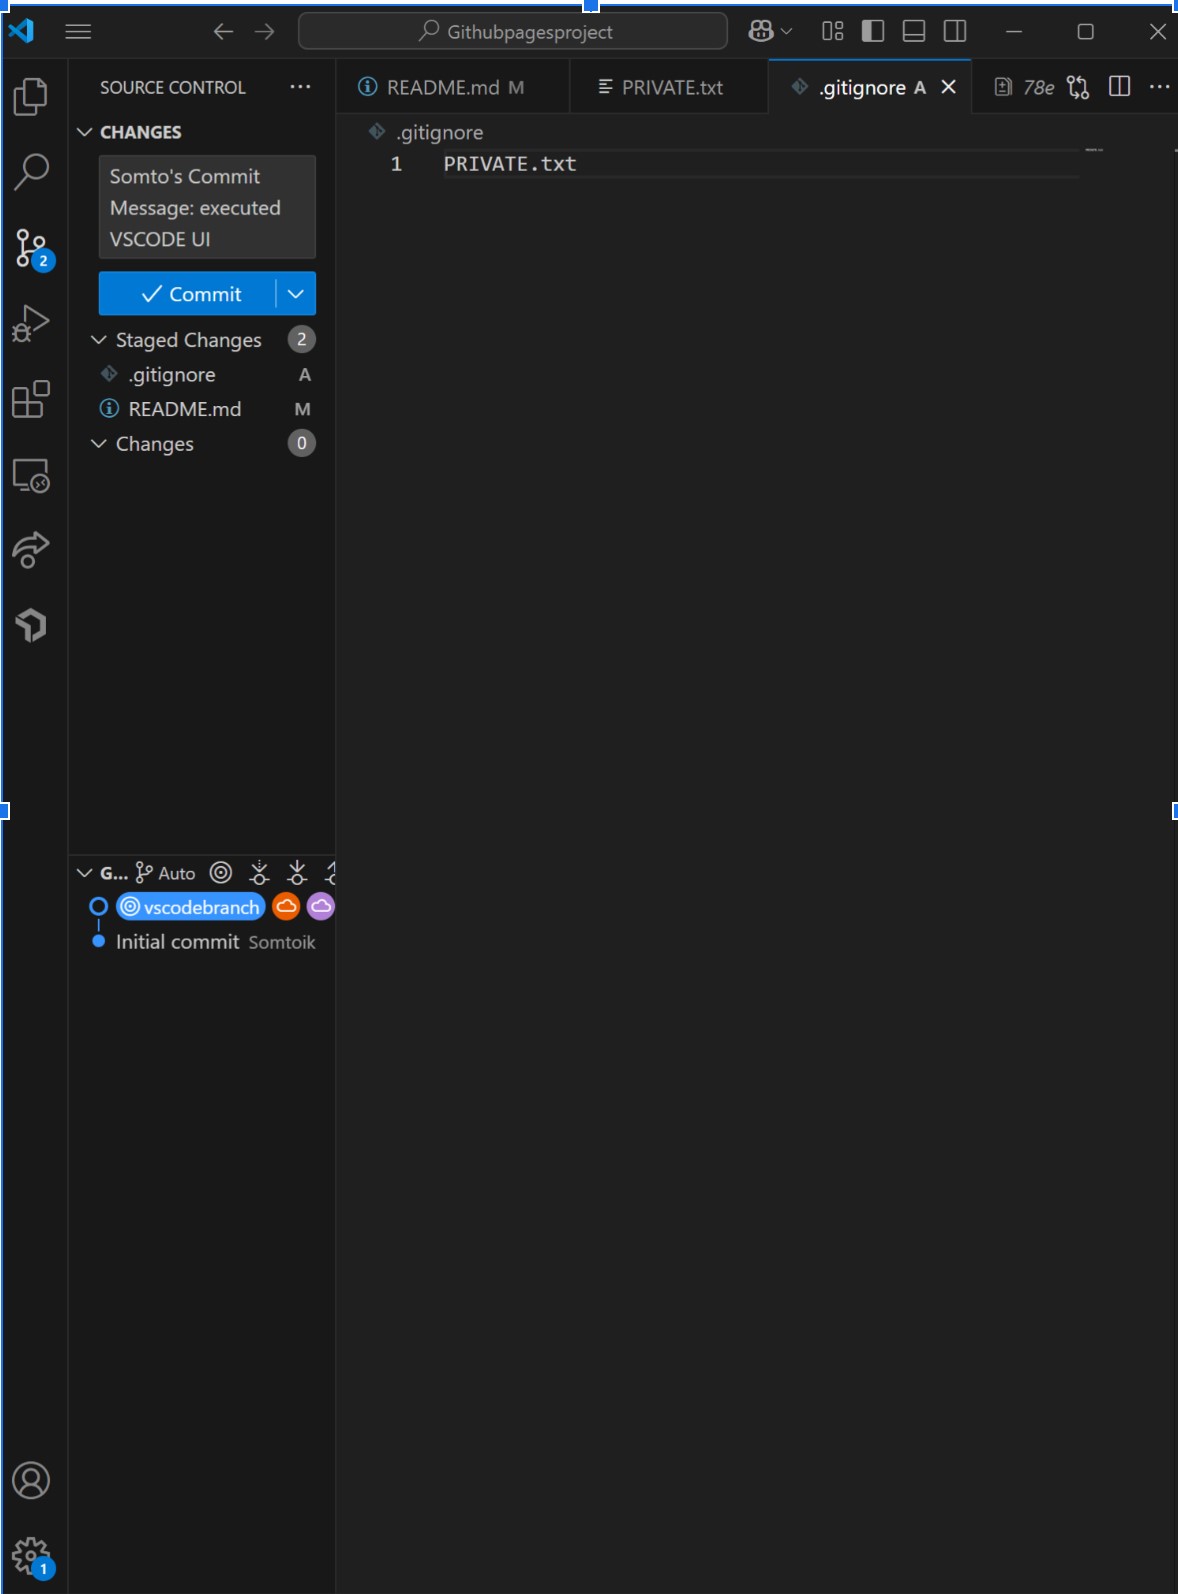 Githubpagesproject
SOURCE CONTROL ...
README.md M
PRIVATE.txt
.gitignore A
78e
...
CHANGES
.gitignore
1 PRIVATE.txt
Somto's Commit
Message: executed
VSCODE UI
2
Commit
Staged Changes 2
.gitignore A
README.md M
Changes 0
G... Auto
vscodebranch
Initial commit Somtoik
1